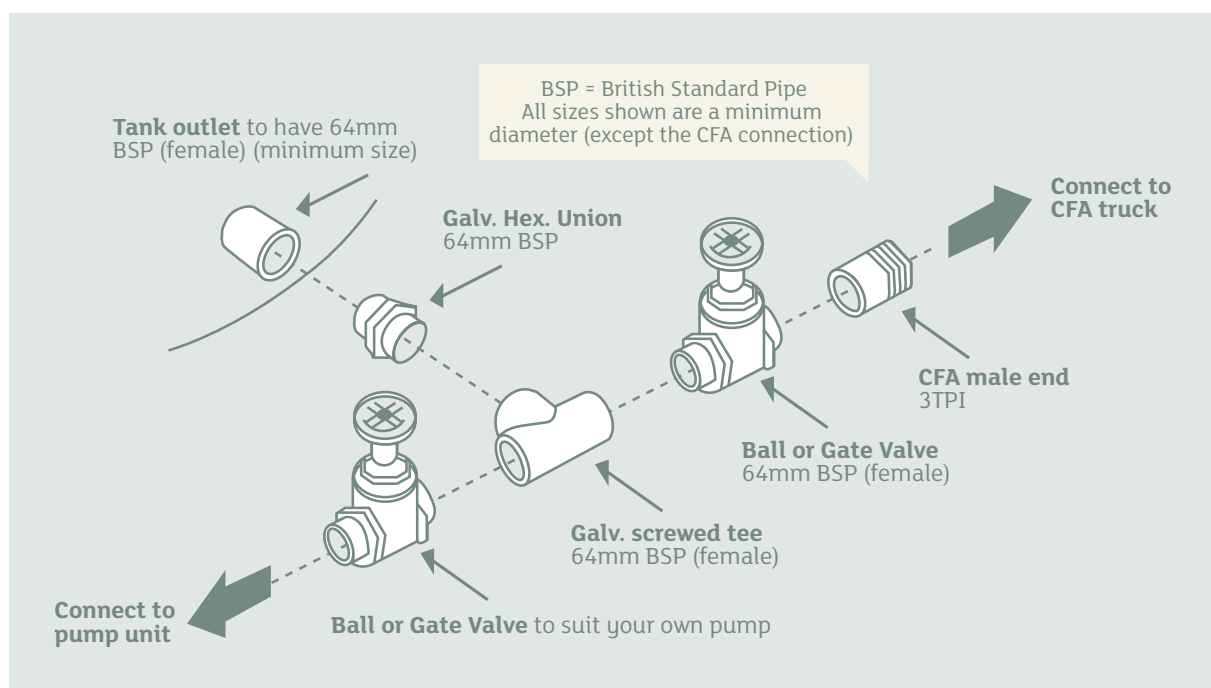 BSP = British Standard Pipe
All sizes shown are a minimum
diameter (except the CFA connection)
Tank outlet to have 64mm
BSP (female) (minimum size)
Connect to
CFA truck
Galv. Hex. Union
64mm BSP
CFA male end
3TPI
Ball or Gate Valve
64mm BSP (female)
Galv. screwed tee
64mm BSP (female)
Connect to
pump unit
Ball or Gate Valve to suit your own pump